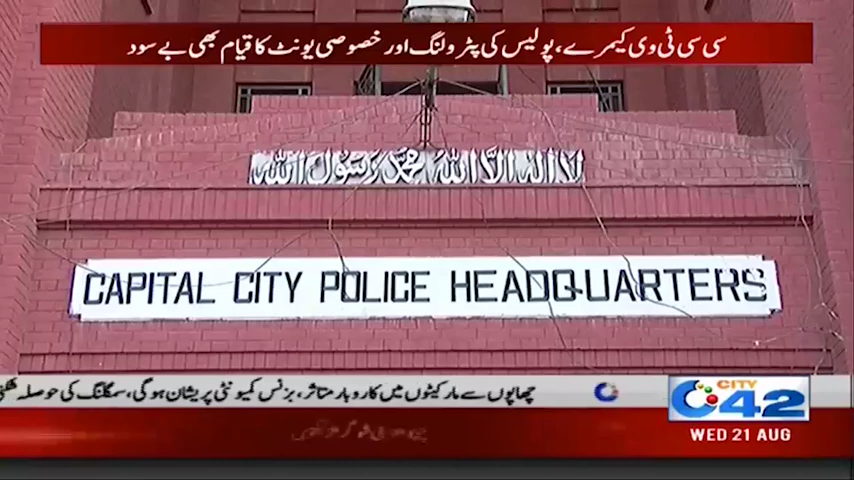 سی سی ٹی وی کیمرے، پولیس کی پٹرولنگ اور خصوصی یونٹ کا قیام بھی بے سود
لا الہ الا اللہ محمد رسول اللہ
CAPITAL CITY POLICE HEADQUARTERS
چھاپوں سے مارکیٹوں میں کاروبار متاثر، بزنس کمیونٹی پریشان ہوگی، سمگلنگ کی حوصلہ
CITY 42
WED 21 AUG